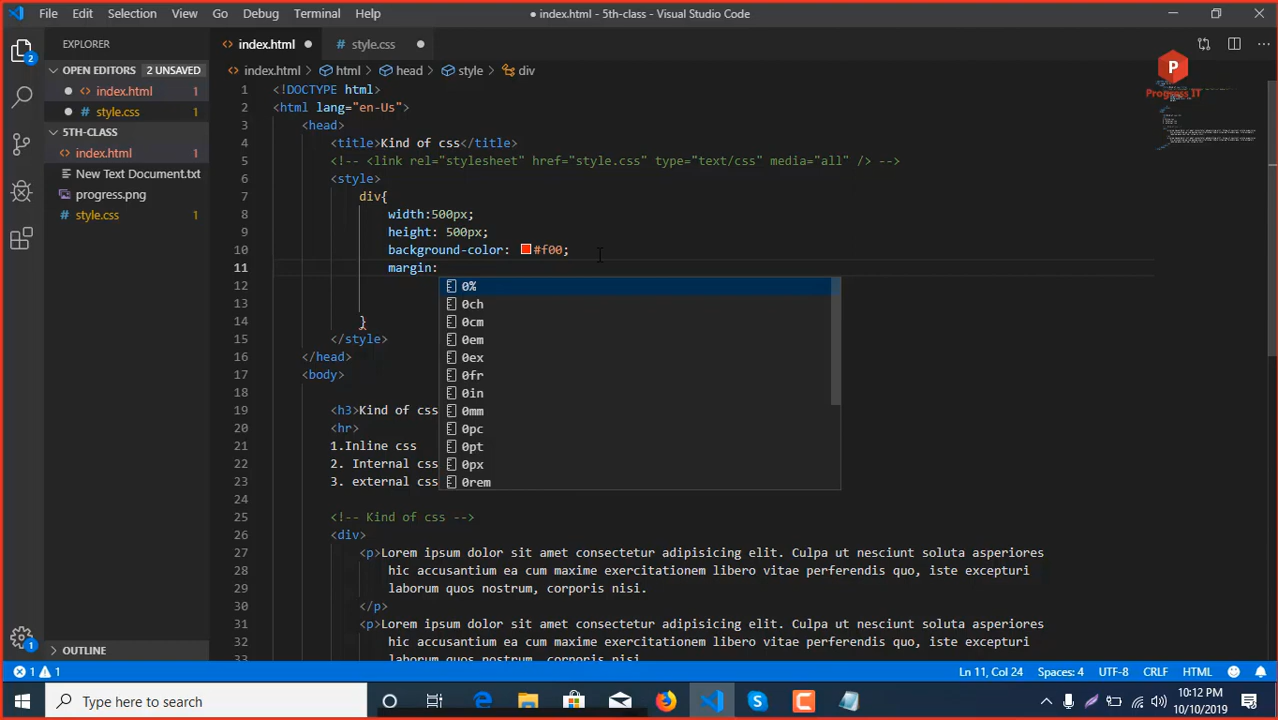 File Edit Selection View Go Debug Terminal Help
● index.html - 5th-class - Visual Studio Code
EXPLORER
OPEN EDITORS 2 UNSAVED
index.html 1
style.css 2
5TH-CLASS
index.html 1
New Text Document.txt
progress.png
style.css 2
OUTLINE
2
1
index.html ● style.css ●
index.html > html > head > style > div
P
Progress IT
1 <!DOCTYPE html>
2 <html lang="en-Us">
3 <head>
4 <title>Kind of css</title>
5 <!-- <link rel="stylesheet" href="style.css" type="text/css" media="all" /> -->
6 <style>
7 div{
8 width:500px;
9 height: 500px;
10 background-color: #f00;
11 margin:
12
13
14 }
15 </style>
16 </head>
17 <body>
18
19 <h3>Kind of css
20 <hr>
21 1.Inline css
22 2. Internal css
23 3. external css
24
25 <!-- Kind of css -->
26 <div>
27 <p>Lorem ipsum dolor sit amet consectetur adipisicing elit. Culpa ut nesciunt soluta asperiores
28 hic accusantium ea cum maxime exercitationem libero vitae perferendis quo, iste excepturi
29 laborum quos nostrum, corporis nisi.
30 </p>
31 <p>Lorem ipsum dolor sit amet consectetur adipisicing elit. Culpa ut nesciunt soluta asperiores
32 hic accusantium ea cum maxime exercitationem libero vitae perferendis quo, iste excepturi
33 laborum quos nostrum, corporis nisi.
0%
0ch
0cm
0em
0ex
0fr
0in
0mm
0pc
0pt
0px
0rem
1 1
Ln 11, Col 24 Spaces: 4 UTF-8 CRLF HTML
Type here to search
10:12 PM
10/10/2019